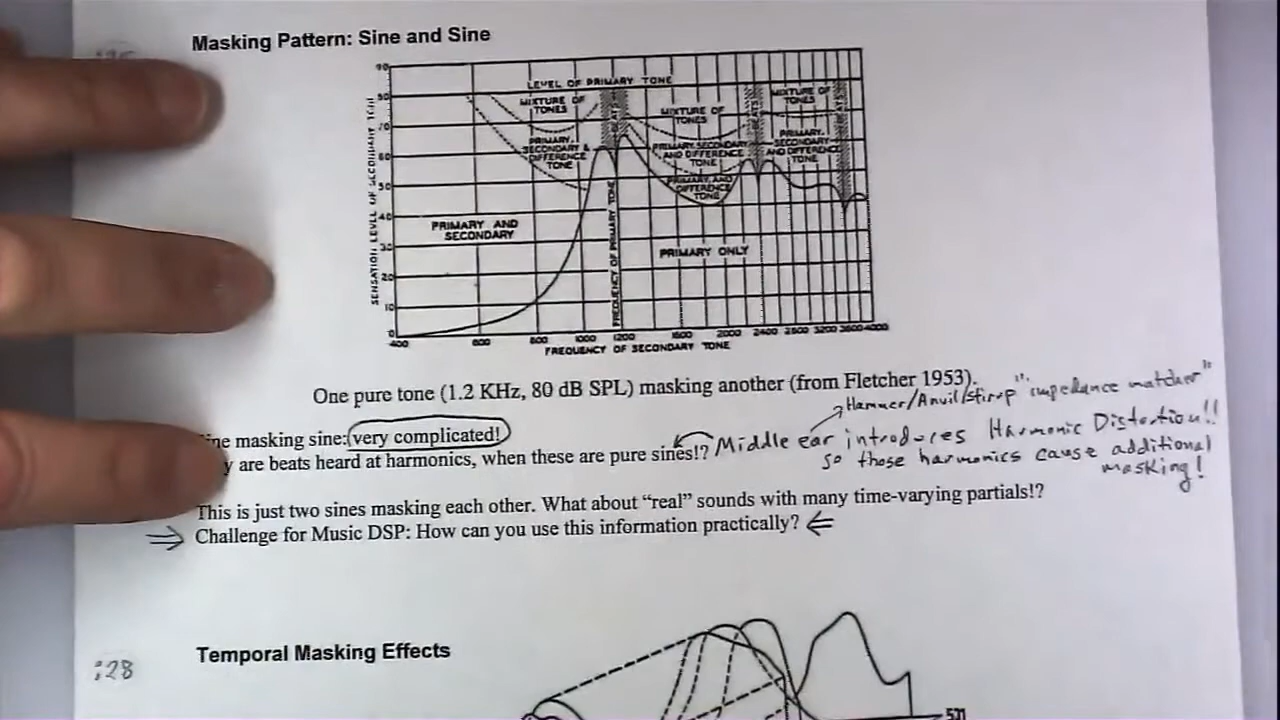 Masking Pattern: Sine and Sine
90
80
70
60
50
40
30
20
10
0
SENSATION LEVEL OF SECONDARY TONE
LEVEL OF PRIMARY TONE
MIXTURE OF
TONES
BEATS
MIXTURE OF
TONES
BEATS
MIXTURE OF
TONES
BEATS
PRIMARY,
SECONDARY &
DIFFERENCE
TONE
PRIMARY, SECONDARY
AND DIFFERENCE
TONE
PRIMARY,
SECONDARY
AND DIFFERENCE
TONE
PRIMARY AND
DIFFERENCE
TONE
PRIMARY AND
SECONDARY
FREQUENCY OF PRIMARY TONE
PRIMARY ONLY
400 600 800 1000 1200 1600 2000 2400 2800 3200 3600 4000
FREQUENCY OF SECONDARY TONE
One pure tone (1.2 KHz, 80 dB SPL) masking another (from Fletcher 1953).
Hammer/Anvil/stirrup "impedance matcher"
masking sine: very complicated!
are beats heard at harmonics, when these are pure sines!? Middle ear introduces Harmonic Distortion!!
so those harmonics cause additional
masking!
This is just two sines masking each other. What about "real" sounds with many time-varying partials!?
⇒ Challenge for Music DSP: How can you use this information practically? ⇐
:28
Temporal Masking Effects